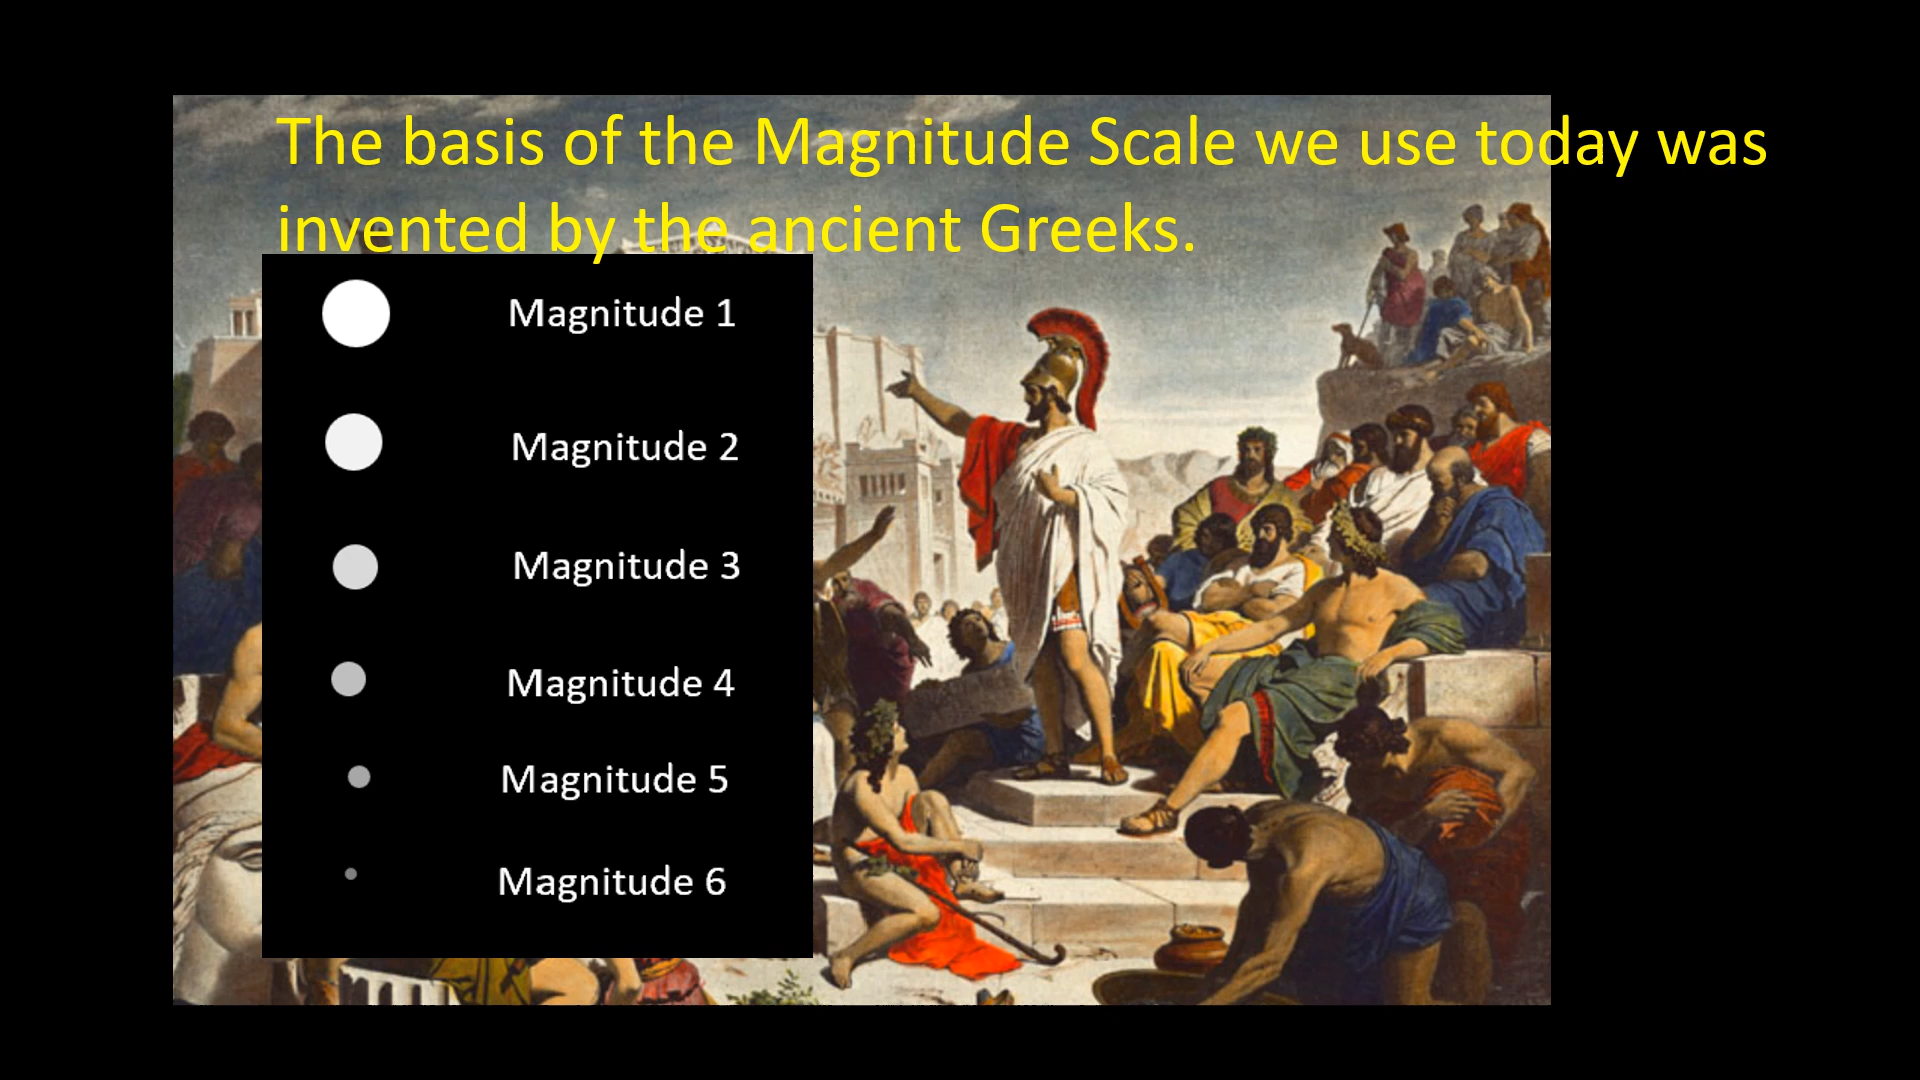 The basis of the Magnitude Scale we use today was
invented by the ancient Greeks.
Magnitude 1
Magnitude 2
Magnitude 3
Magnitude 4
Magnitude 5
Magnitude 6